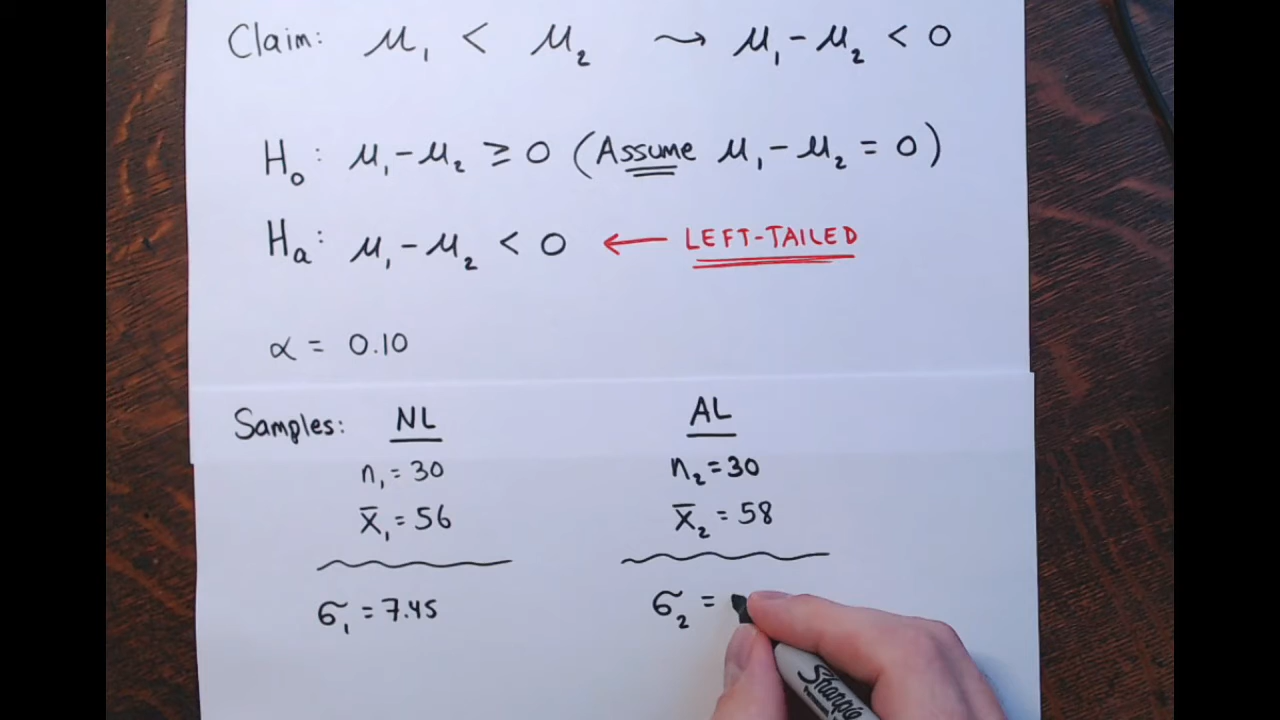 Claim: μ₁ < μ₂ ⇝ μ₁ - μ₂ < 0
H₀: μ₁ - μ₂ ≥ 0 (Assume μ₁ - μ₂ = 0)
Hₐ: μ₁ - μ₂ < 0 ← LEFT-TAILED
α = 0.10
Samples: NL AL
n₁ = 30 n₂ = 30
x̄₁ = 56 x̄₂ = 58
σ₁ = 7.45 σ₂ =
Sharpie